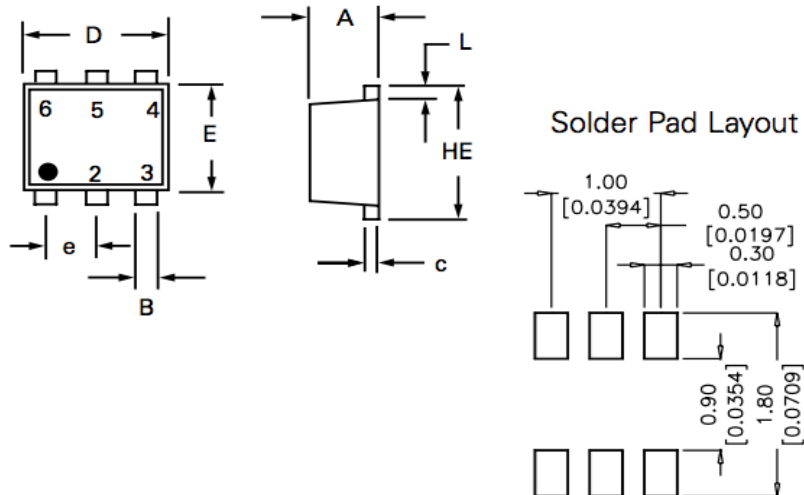 D
6 5 4
2 3
E
e
B
A
L
HE
c
Solder Pad Layout
1.00
[0.0394]
0.50
[0.0197]
0.30
[0.0118]
0.90
[0.0354]
1.80
[0.0709]